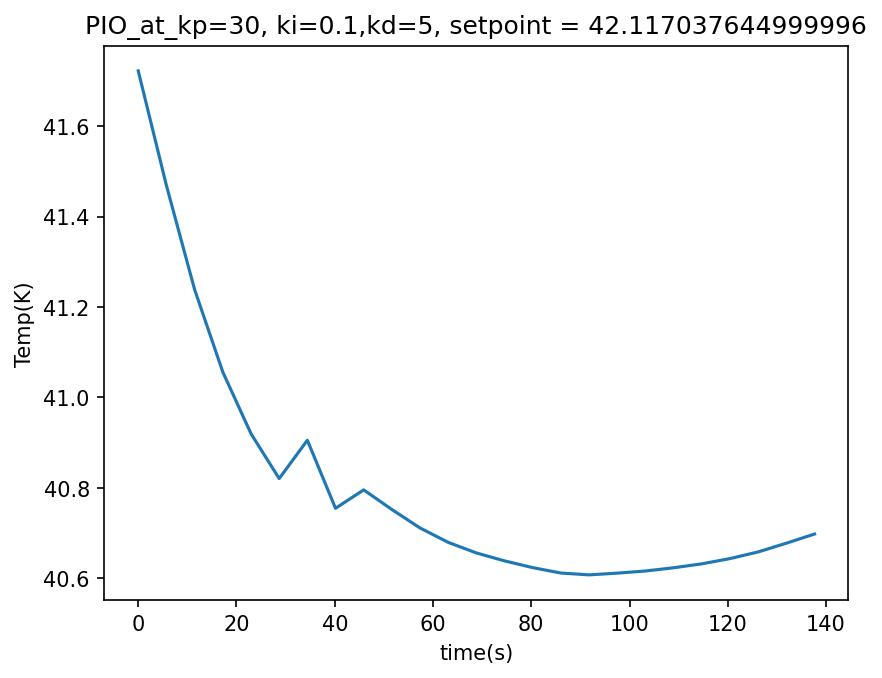 PIO_at_kp=30, ki=0.1,kd=5, setpoint = 42.117037644999996
41.6
41.4
41.2
41.0
40.8
40.6
Temp(K)
0 20 40 60 80 100 120 140
time(s)